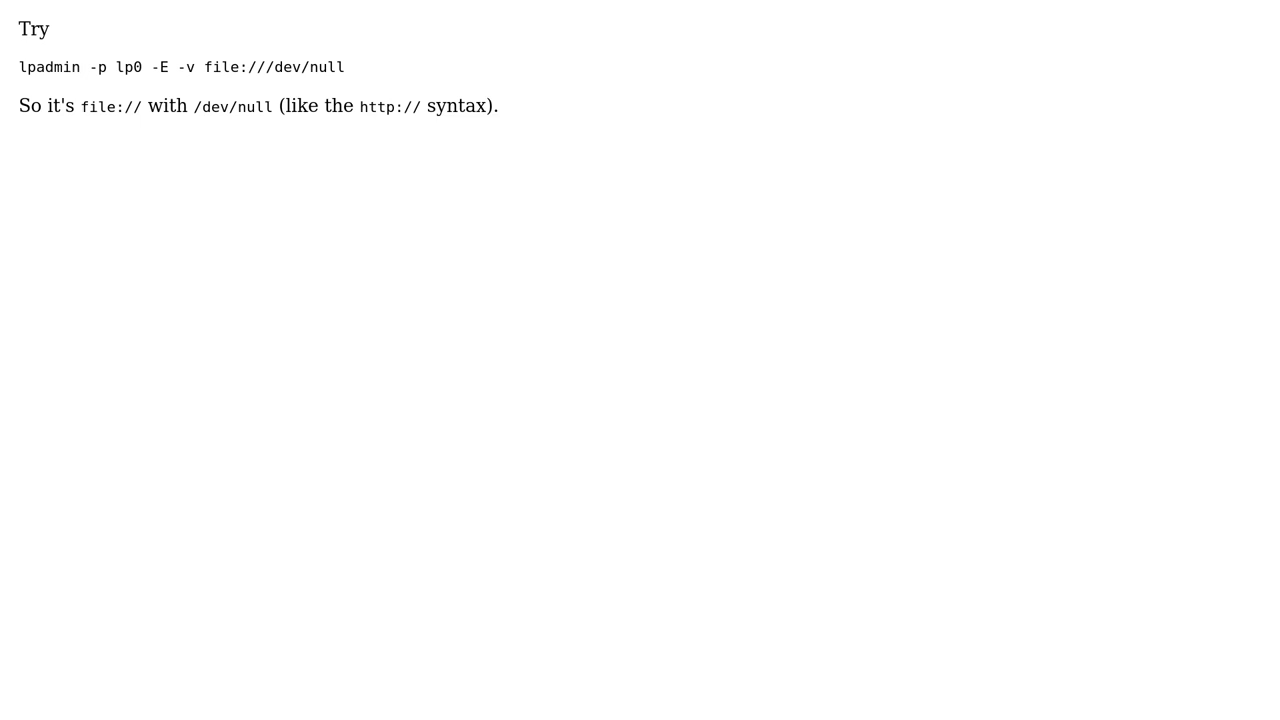 Try
lpadmin -p lp0 -E -v file:///dev/null
So it's file:// with /dev/null (like the http:// syntax).